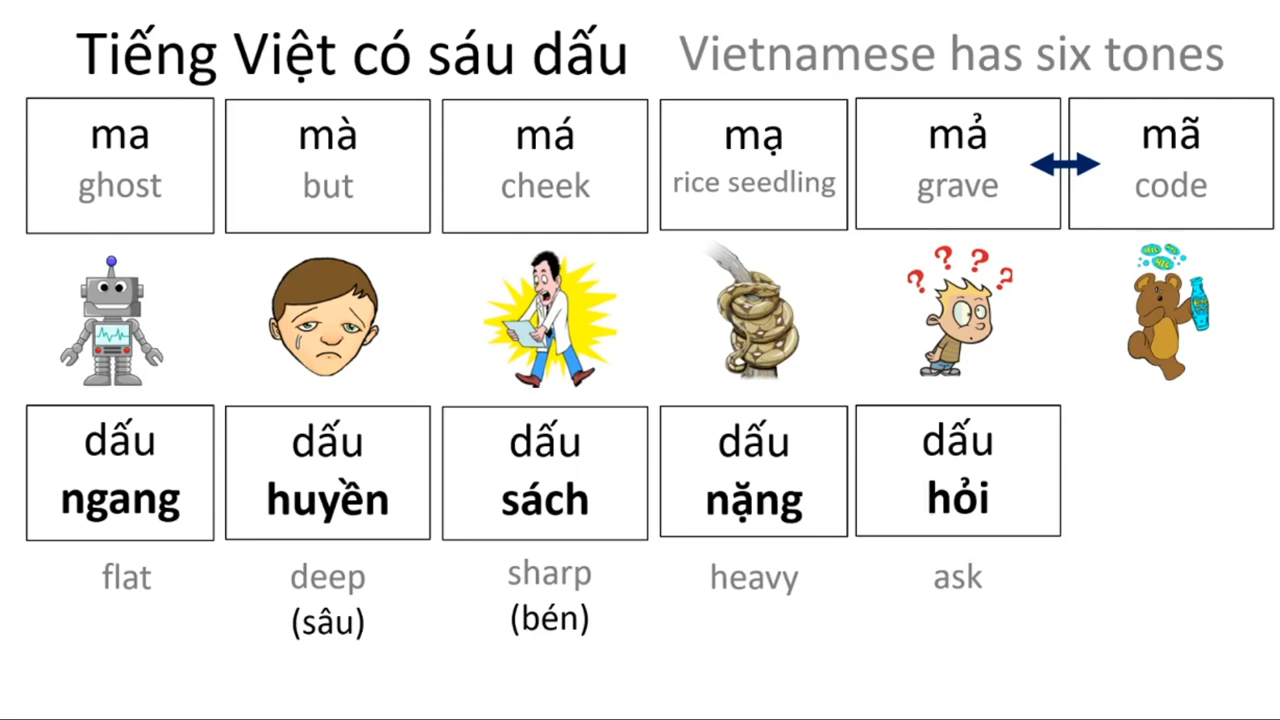 Tiếng Việt có sáu dấu
Vietnamese has six tones
ma
ghost
mà
but
má
cheek
mạ
rice seedling
mả
grave
mã
code
? ? ? ?
dấu
ngang
flat
dấu
huyền
deep
(sâu)
dấu
sách
sharp
(bén)
dấu
nặng
heavy
dấu
hỏi
ask